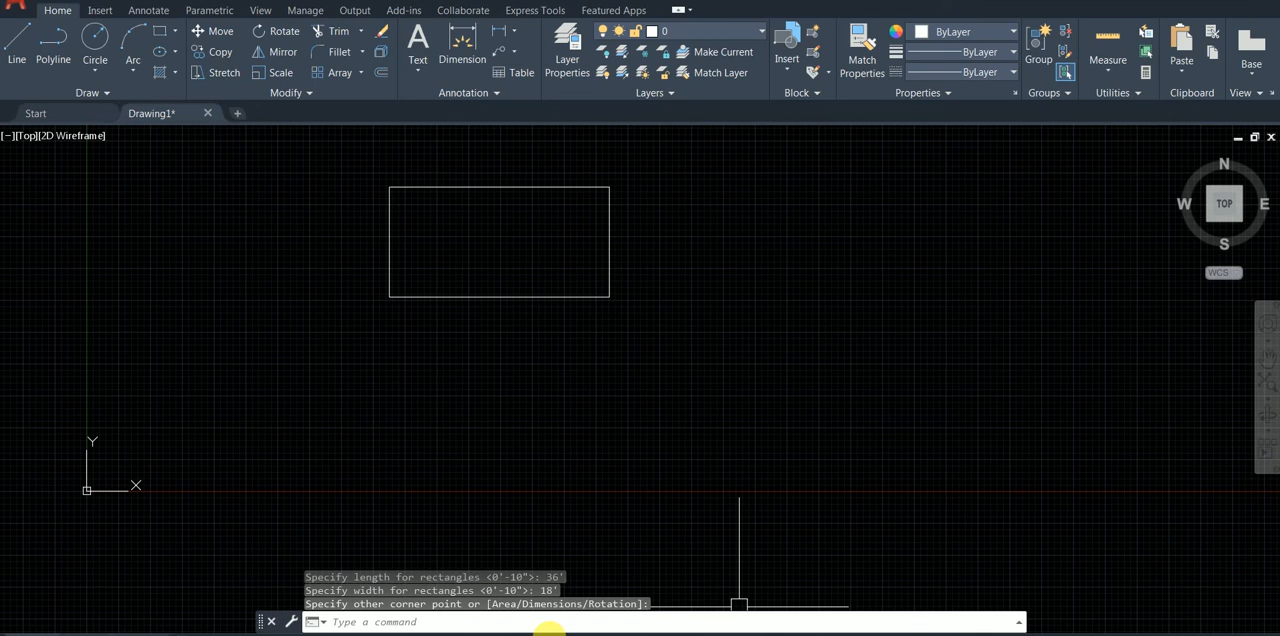 Home Insert Annotate Parametric View Manage Output Add-ins Collaborate Express Tools Featured Apps
Line Polyline Circle Arc
Move Rotate Trim
Copy Mirror Fillet
Stretch Scale Array
Text Dimension
Table
Layer Properties
0
Make Current
Match Layer
Insert
Match Properties
ByLayer
ByLayer
ByLayer
Group
Measure
Paste
Base
Draw Modify Annotation Layers Block Properties Groups Utilities Clipboard View
Start Drawing1*
[−][Top][2D Wireframe]
N
W TOP E
S
WCS
Y
X
Specify length for rectangles <0'-10">: 36'
Specify width for rectangles <0'-10">: 18'
Specify other corner point or [Area/Dimensions/Rotation]:
Type a command